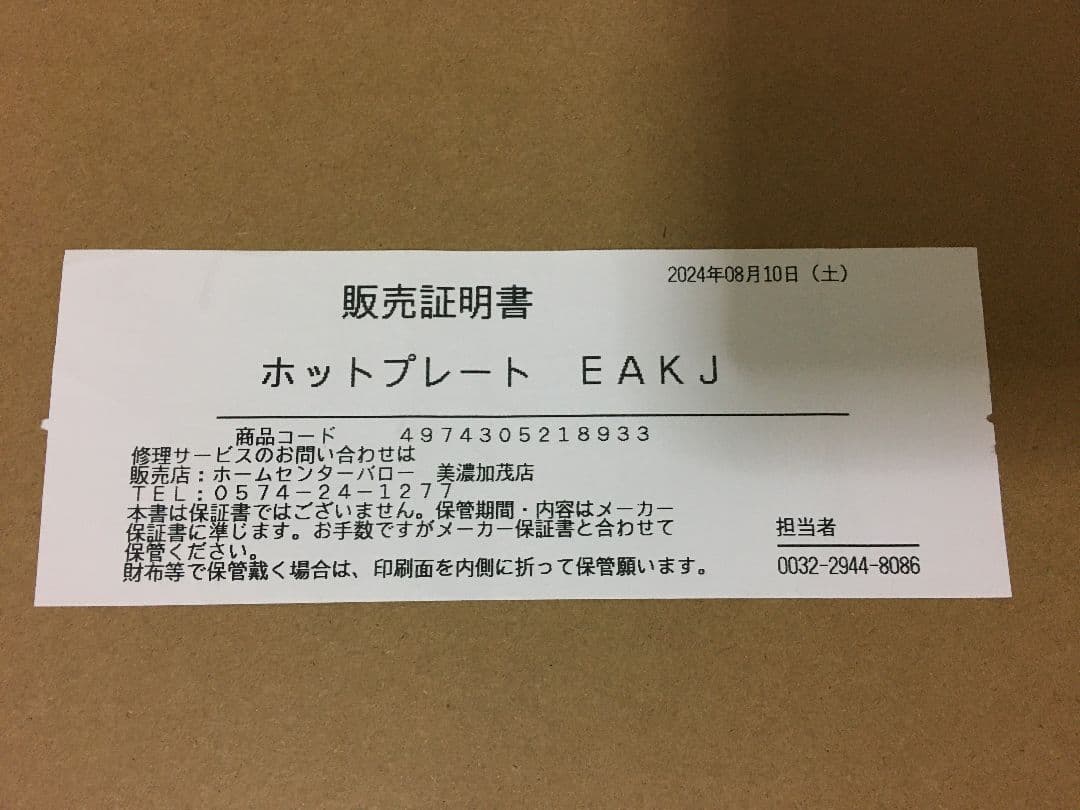 2024年08月10日（土）
販売証明書
ホットプレート　ＥＡＫＪ
商品コード　　４９７４３０５２１８９３３
修理サービスのお問い合わせは
販売店：ホームセンターバロー　美濃加茂店
ＴＥＬ：０５７４－２４－１２７７
本書は保証書ではございません。保管期間・内容はメーカー
保証書に準じます。お手数ですがメーカー保証書と合わせて
保管ください。
財布等で保管戴く場合は、印刷面を内側に折って保管願います。
担当者
0032-2944-8086